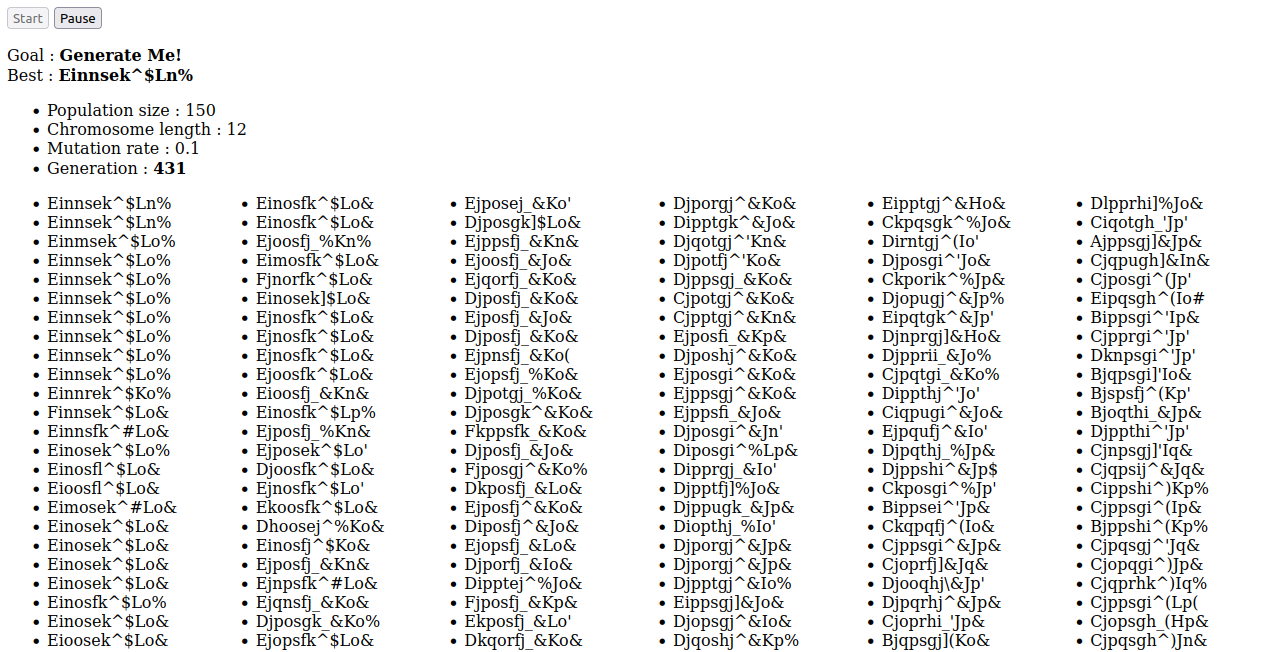 Start Pause
Goal : Generate Me!
Best : Einnsek^$Ln%
Population size : 150
Chromosome length : 12
Mutation rate : 0.1
Generation : 431
Einnsek^$Ln%
Einnsek^$Ln%
Einmsek^$Lo%
Einnsek^$Lo%
Einnsek^$Lo%
Einnsek^$Lo%
Einnsek^$Lo%
Einnsek^$Lo%
Einnsek^$Lo%
Einnsek^$Lo%
Einnrek^$Ko%
Finnsek^$Lo&
Einnsfk^#Lo&
Einosek^$Lo%
Einosfl^$Lo&
Eioosfl^$Lo&
Eimosek^#Lo&
Einosek^$Lo&
Einosek^$Lo&
Einosek^$Lo&
Einosek^$Lo&
Einosfk^$Lo%
Einosek^$Lo&
Eioosek^$Lo&
Einosfk^$Lo&
Einosfk^$Lo&
Ejoosfj_%Kn%
Eimosfk^$Lo&
Fjnorfk^$Lo&
Einosek]$Lo&
Ejnosfk^$Lo&
Ejnosfk^$Lo&
Ejnosfk^$Lo&
Ejoosfk^$Lo&
Eioosfj_&Kn&
Einosfk^$Lp%
Ejposfj_%Kn&
Ejposek^$Lo'
Djoosfk^$Lo&
Ejnosfk^$Lo'
Ekoosfk^$Lo&
Dhoosej^%Ko&
Einosfj^$Ko&
Ejposfj_&Kn&
Ejnpsfk^#Lo&
Ejqnsfj_&Ko&
Djposgk_&Ko%
Ejopsfk^$Lo&
Ejposej_&Ko'
Djposgk]$Lo&
Ejppsfj_&Kn&
Ejoosfj_&Jo&
Ejqorfj_&Ko&
Djposfj_&Ko&
Ejposfj_&Jo&
Djposfj_&Ko&
Ejpnsfj_&Ko(
Ejopsfj_%Ko&
Djpotgj_%Ko&
Djposgk^&Ko&
Fkppsfk_&Ko&
Djposfj_&Jo&
Fjposgj^&Ko%
Dkposfj_&Lo&
Ejposfj^&Ko&
Diposfj^&Jo&
Ejopsfj_&Lo&
Djporfj_&Io&
Dipptej^%Jo&
Fjposfj_&Kp&
Ekposfj_&Lo'
Dkqorfj_&Ko&
Djporgj^&Ko&
Dipptgk^&Jo&
Djqotgj^'Kn&
Djpotfj^'Ko&
Djppsgj_&Ko&
Cjpotgj^&Ko&
Cjpptgj^&Kn&
Ejposfi_&Kp&
Djposhj^&Ko&
Ejposgi^&Ko&
Ejppsgj^&Ko&
Ejppsfi_&Jo&
Djposgi^&Jn'
Diposgi^%Lp&
Dipprgj_&Io'
Djpptfj]%Jo&
Djppugk_&Jp&
Diopthj_%Io'
Djporgj^&Jp&
Djporgj^&Jp&
Djpptgj^&Io%
Eippsgj]&Jo&
Djopsgj^&Io&
Djqoshj^&Kp%
Eipptgj^&Ho&
Ckpqsgk^%Jo&
Dirntgj^(Io'
Djposgi^'Jo&
Ckporik^%Jp&
Djopugj^&Jp%
Eipqtgk^&Jp'
Djnprgj]&Ho&
Djpprii_&Jo%
Cjpqtgi_&Ko%
Dippthj^'Jo'
Ciqpugi^&Jo&
Ejpqufj^&Io'
Djpqthj_%Jp&
Djppshi^&Jp$
Ckposgi^%Jp'
Bippsei^'Jp&
Ckqpqfj^(Io&
Cjppsgi^&Jp&
Cjoprfj]&Jq&
Djooqhj\&Jp'
Djpqrhj^&Jp&
Cjoprhi_'Jp&
Bjqpsgj](Ko&
Dlpprhi]%Jo&
Ciqotgh_'Jp'
Ajppsgj]&Jp&
Cjqpugh]&In&
Cjposgi^(Jp'
Eipqsgh^(Io#
Bippsgi^'Ip&
Cjpprgi^'Jp'
Dknpsgi^'Jp'
Bjqpsgi]'Io&
Bjspsfj^(Kp'
Bjoqthi_&Jp&
Djppthi^'Jp'
Cjnpsgj]'Iq&
Cjqpsij^&Jq&
Cippshi^)Kp%
Cjppsgi^(Ip&
Bjppshi^(Kp%
Cjpqsgj^'Jq&
Cjopqgi^)Jp&
Cjqprhk^)Iq%
Cjppsgi^(Lp(
Cjopsgh_(Hp&
Cjpqsgh^)Jn&